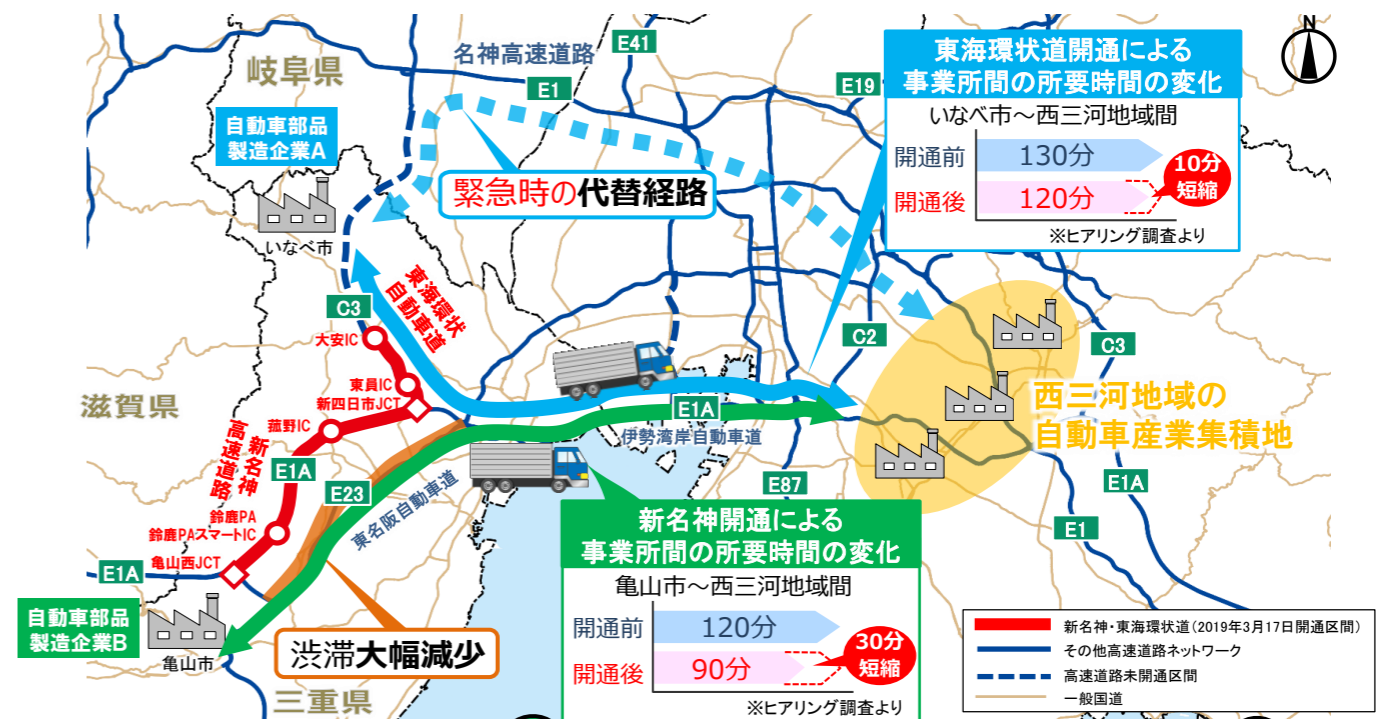 N
名神高速道路
E41
E1
E19
岐阜県
自動車部品
製造企業A
いなべ市
緊急時の代替経路
東海環状道開通による
事業所間の所要時間の変化
いなべ市～西三河地域間
開通前
130分
開通後
120分
10分
短縮
※ヒアリング調査より
東海環状
自動車道
C3
大安IC
東員IC
新四日市JCT
菰野IC
滋賀県
新名神
高速道路
E1A
E23
鈴鹿PA
鈴鹿PAスマートIC
亀山西JCT
E1A
東名阪自動車道
E1A
伊勢湾岸自動車道
C2
C3
西三河地域の
自動車産業集積地
E87
E1A
E1
自動車部品
製造企業B
亀山市
渋滞大幅減少
三重県
新名神開通による
事業所間の所要時間の変化
亀山市～西三河地域間
開通前
120分
開通後
90分
30分
短縮
※ヒアリング調査より
新名神・東海環状道(2019年3月17日開通区間)
その他高速道路ネットワーク
高速道路未開通区間
一般国道